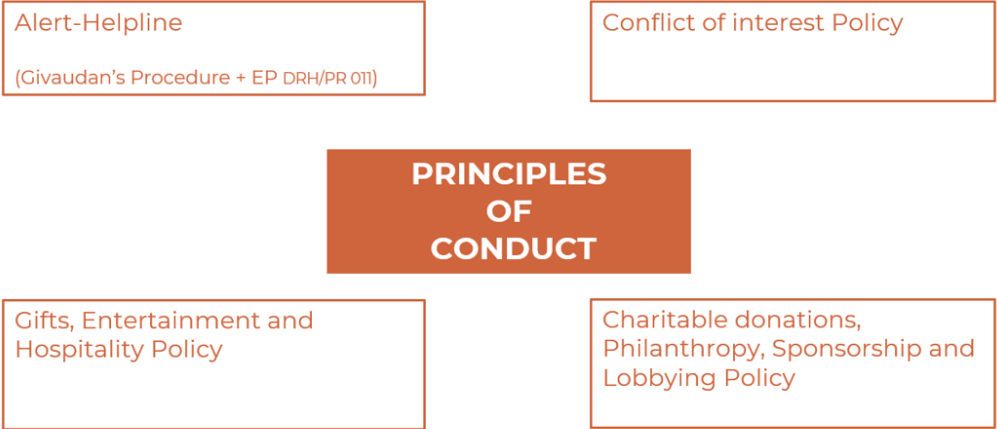 Alert-Helpline
(Givaudan’s Procedure + EP DRH/PR 011)
Conflict of interest Policy
PRINCIPLES
OF
CONDUCT
Gifts, Entertainment and
Hospitality Policy
Charitable donations,
Philanthropy, Sponsorship and
Lobbying Policy